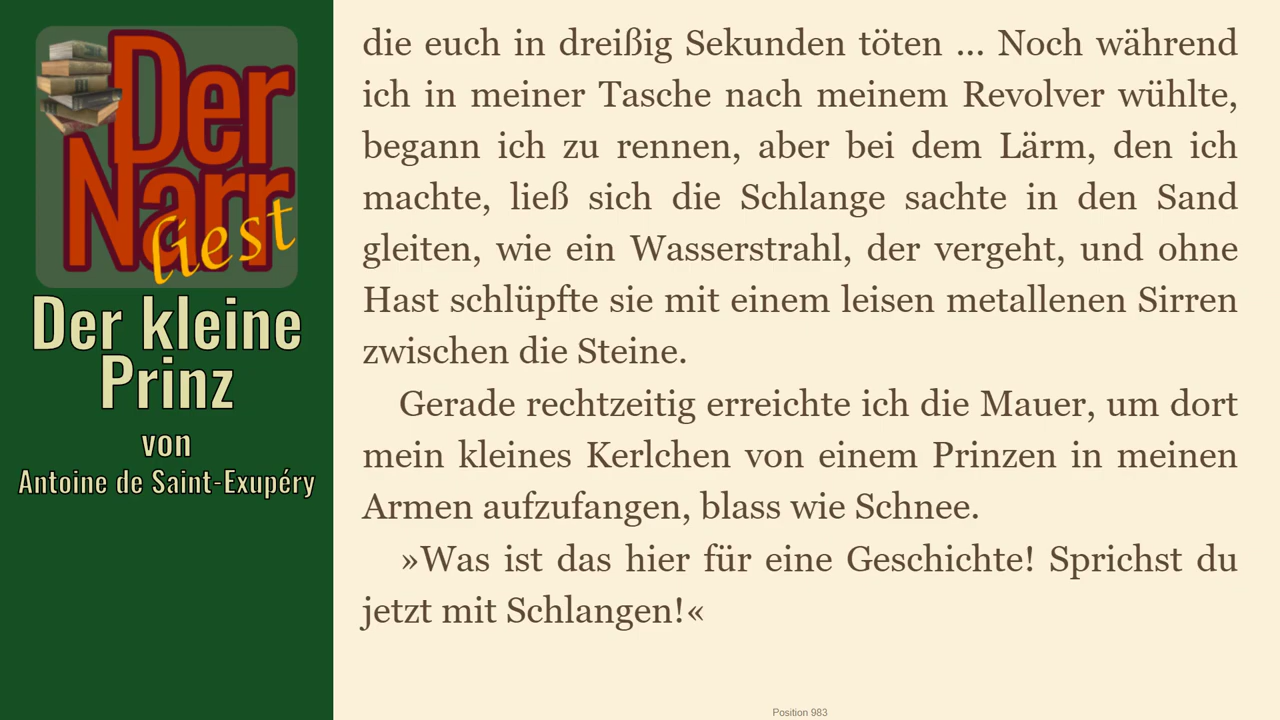 Der
Narr
liest
Der kleine
Prinz
von
Antoine de Saint-Exupéry
die euch in dreißig Sekunden töten ... Noch während
ich in meiner Tasche nach meinem Revolver wühlte,
begann ich zu rennen, aber bei dem Lärm, den ich
machte, ließ sich die Schlange sachte in den Sand
gleiten, wie ein Wasserstrahl, der vergeht, und ohne
Hast schlüpfte sie mit einem leisen metallenen Sirren
zwischen die Steine.
Gerade rechtzeitig erreichte ich die Mauer, um dort
mein kleines Kerlchen von einem Prinzen in meinen
Armen aufzufangen, blass wie Schnee.
»Was ist das hier für eine Geschichte! Sprichst du
jetzt mit Schlangen!«
Position 983